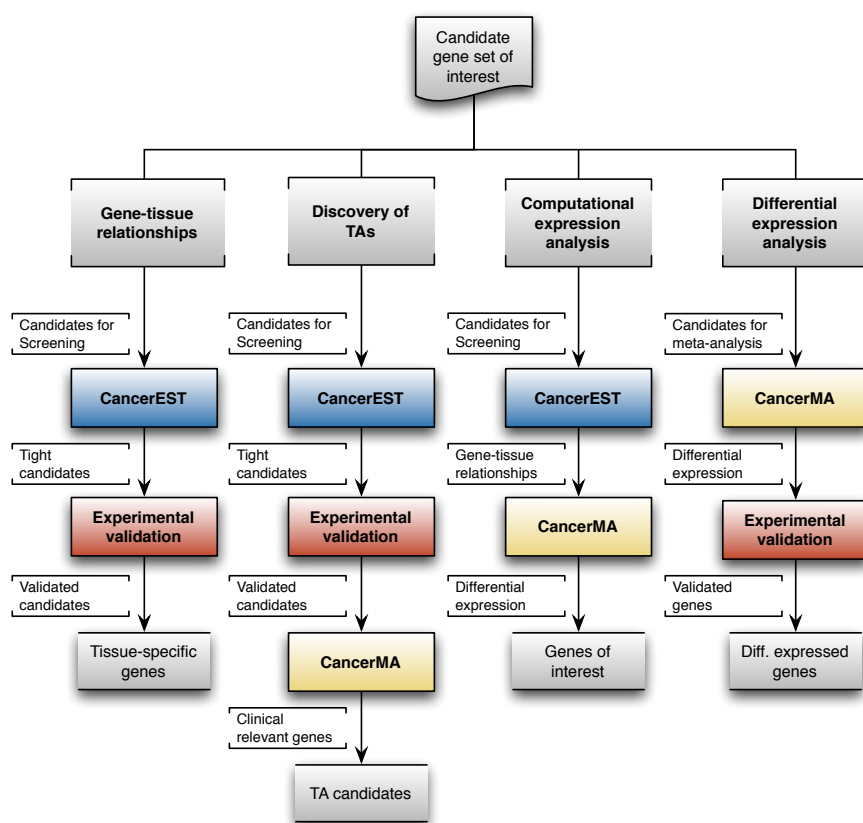 Candidate
gene set of
interest
Gene-tissue
relationships
Discovery of
TAs
Computational
expression
analysis
Differential
expression
analysis
Candidates for
Screening
Candidates for
Screening
Candidates for
Screening
Candidates for
meta-analysis
CancerEST
CancerEST
CancerEST
CancerMA
Tight
candidates
Tight
candidates
Gene-tissue
relationships
Differential
expression
Experimental
validation
Experimental
validation
CancerMA
Experimental
validation
Validated
candidates
Validated
candidates
Differential
expression
Validated
genes
Tissue-specific
genes
CancerMA
Genes of
interest
Diff. expressed
genes
Clinical
relevant genes
TA candidates